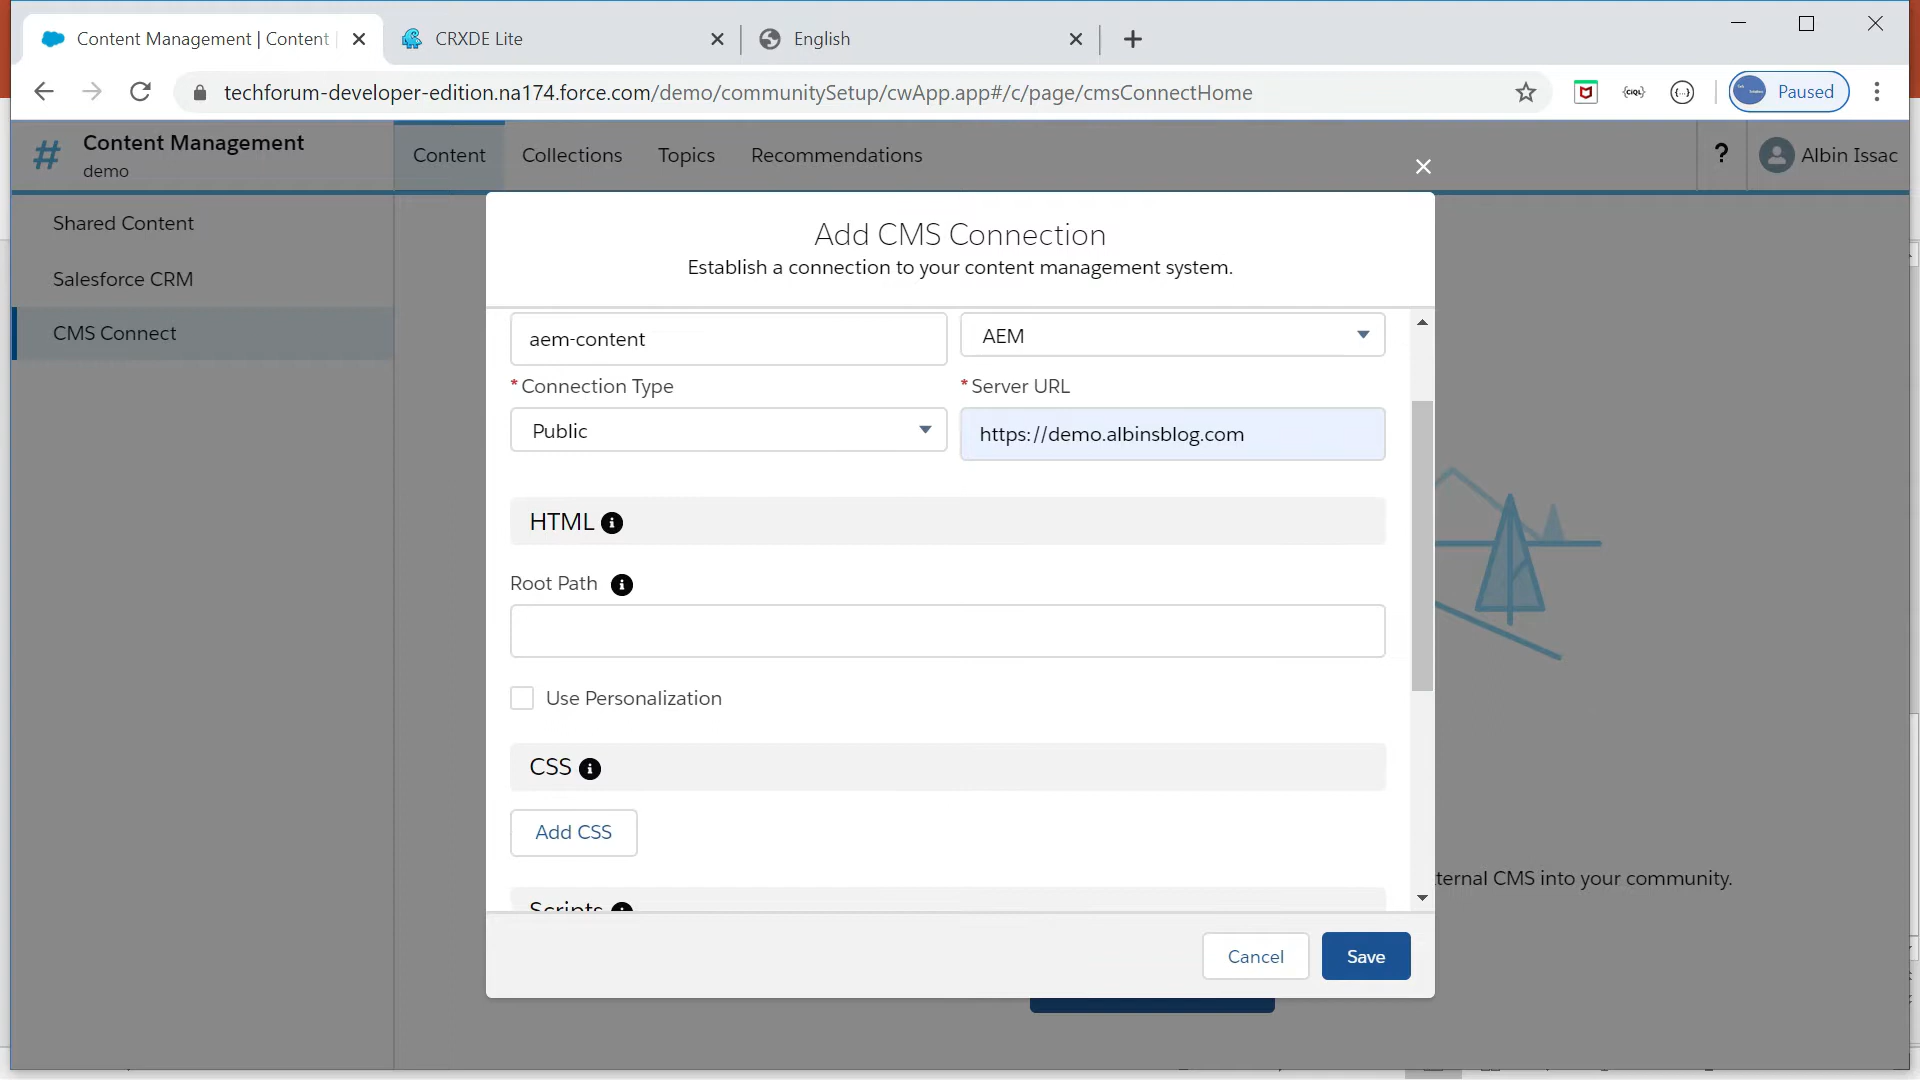 Content Management | Content
CRXDE Lite
English
techforum-developer-edition.na174.force.com/demo/communitySetup/cwApp.app#/c/page/cmsConnectHome
Paused
Content Management
demo
Content
Collections
Topics
Recommendations
?
Albin Issac
Shared Content
Salesforce CRM
CMS Connect
Add CMS Connection
Establish a connection to your content management system.
aem-content
AEM
*Connection Type
*Server URL
Public
https://demo.albinsblog.com
HTML
Root Path
Use Personalization
CSS
Add CSS
Scripts
ternal CMS into your community.
Cancel
Save